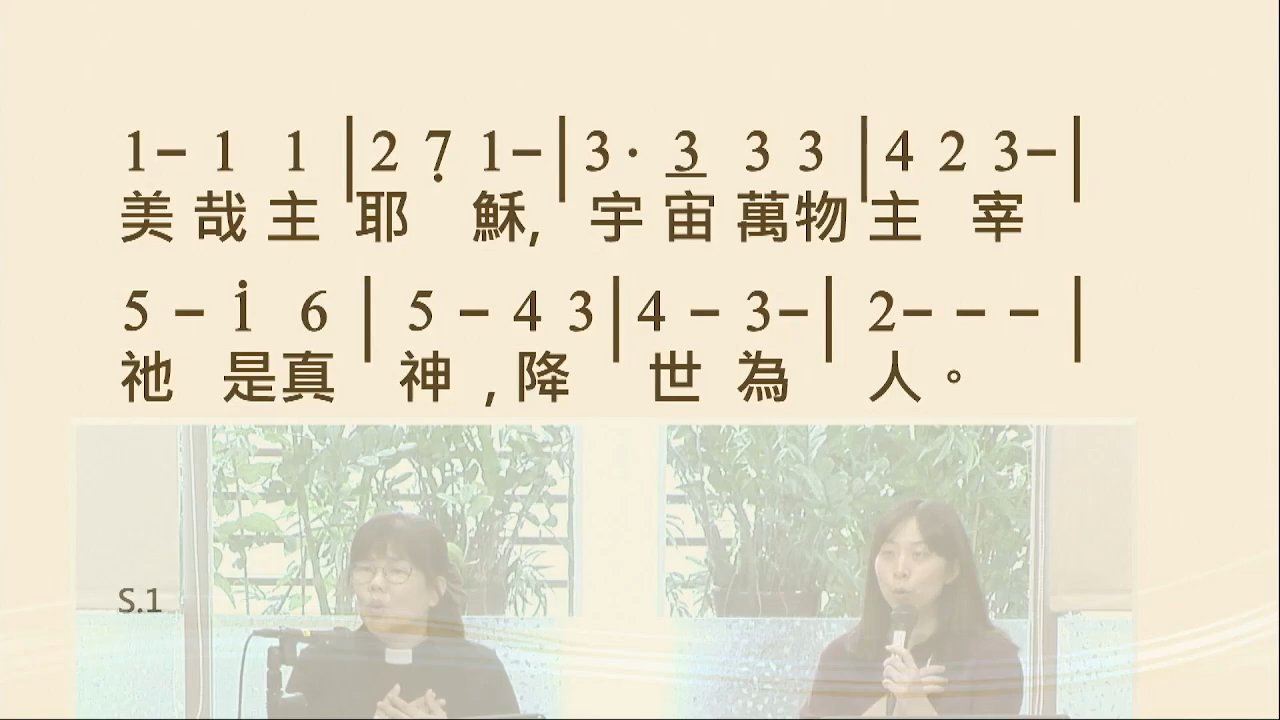 1– 1 1 | 2 7̣ 1– | 3· 3̲ 3 3 | 4 2 3– |
美哉主耶 穌, 宇宙萬物主 宰
5 – 1̇ 6 | 5 – 4 3 | 4 – 3– | 2– – – |
祂 是真 神 , 降 世為 人。
S.1